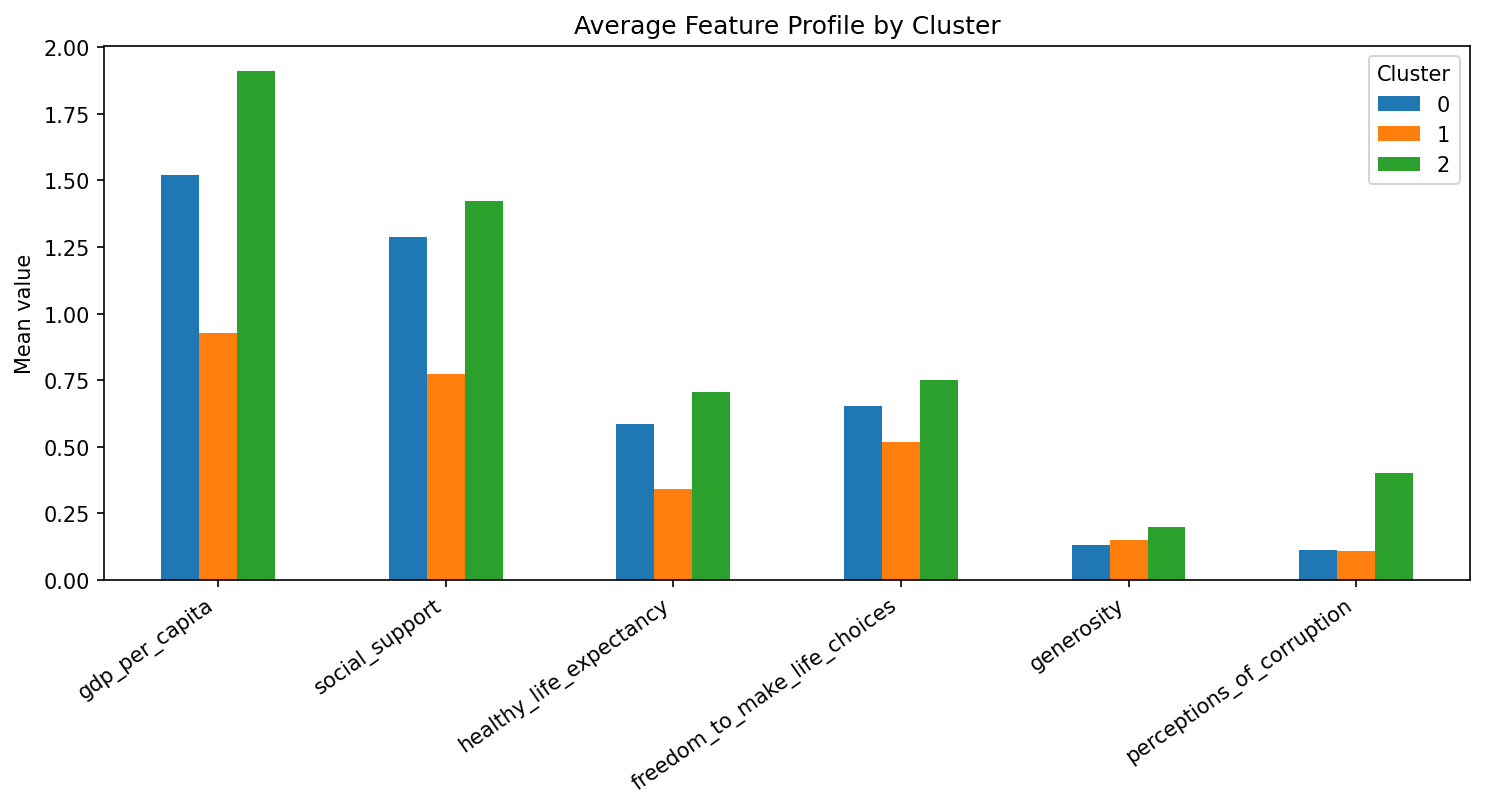 Average Feature Profile by Cluster
Cluster
0
1
2
Mean value
2.00
1.75
1.50
1.25
1.00
0.75
0.50
0.25
0.00
gdp_per_capita
social_support
healthy_life_expectancy
freedom_to_make_life_choices
generosity
perceptions_of_corruption